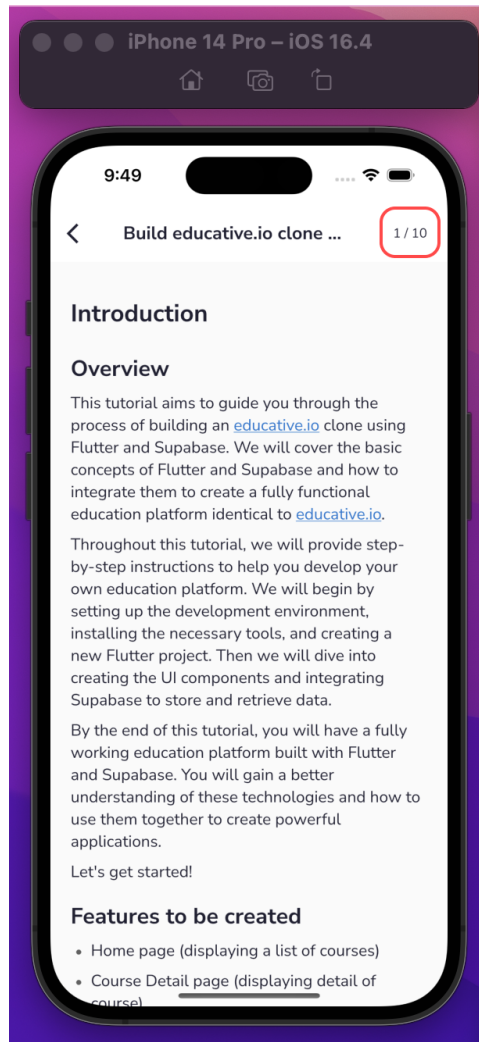 iPhone 14 Pro – iOS 16.4
9:49
Build educative.io clone ...
1 / 10
Introduction
Overview
This tutorial aims to guide you through the
process of building an educative.io clone using
Flutter and Supabase. We will cover the basic
concepts of Flutter and Supabase and how to
integrate them to create a fully functional
education platform identical to educative.io.
Throughout this tutorial, we will provide step-
by-step instructions to help you develop your
own education platform. We will begin by
setting up the development environment,
installing the necessary tools, and creating a
new Flutter project. Then we will dive into
creating the UI components and integrating
Supabase to store and retrieve data.
By the end of this tutorial, you will have a fully
working education platform built with Flutter
and Supabase. You will gain a better
understanding of these technologies and how to
use them together to create powerful
applications.
Let's get started!
Features to be created
• Home page (displaying a list of courses)
• Course Detail page (displaying detail of
course)